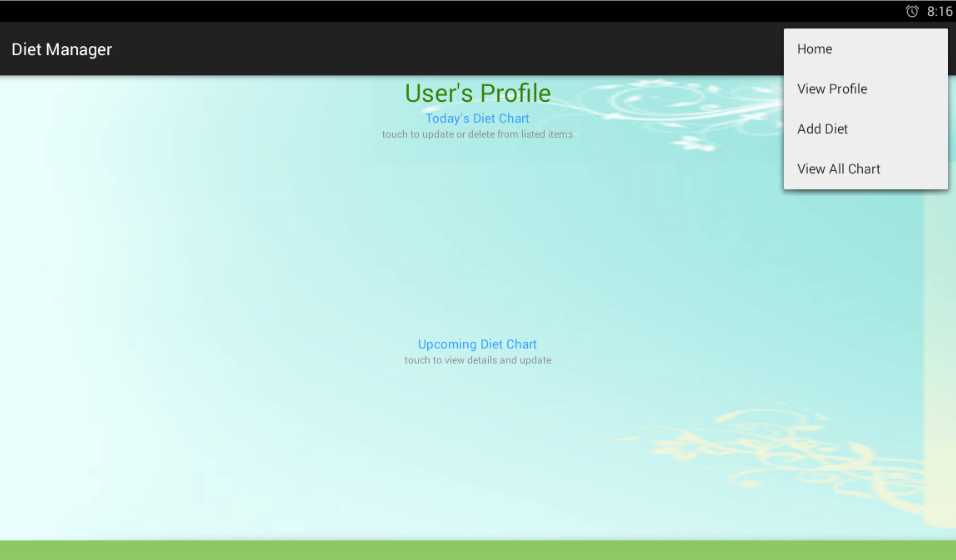 8:16
Diet Manager
Home
View Profile
Add Diet
View All Chart
User's Profile
Today's Diet Chart
touch to update or delete from listed items
Upcoming Diet Chart
touch to view details and update